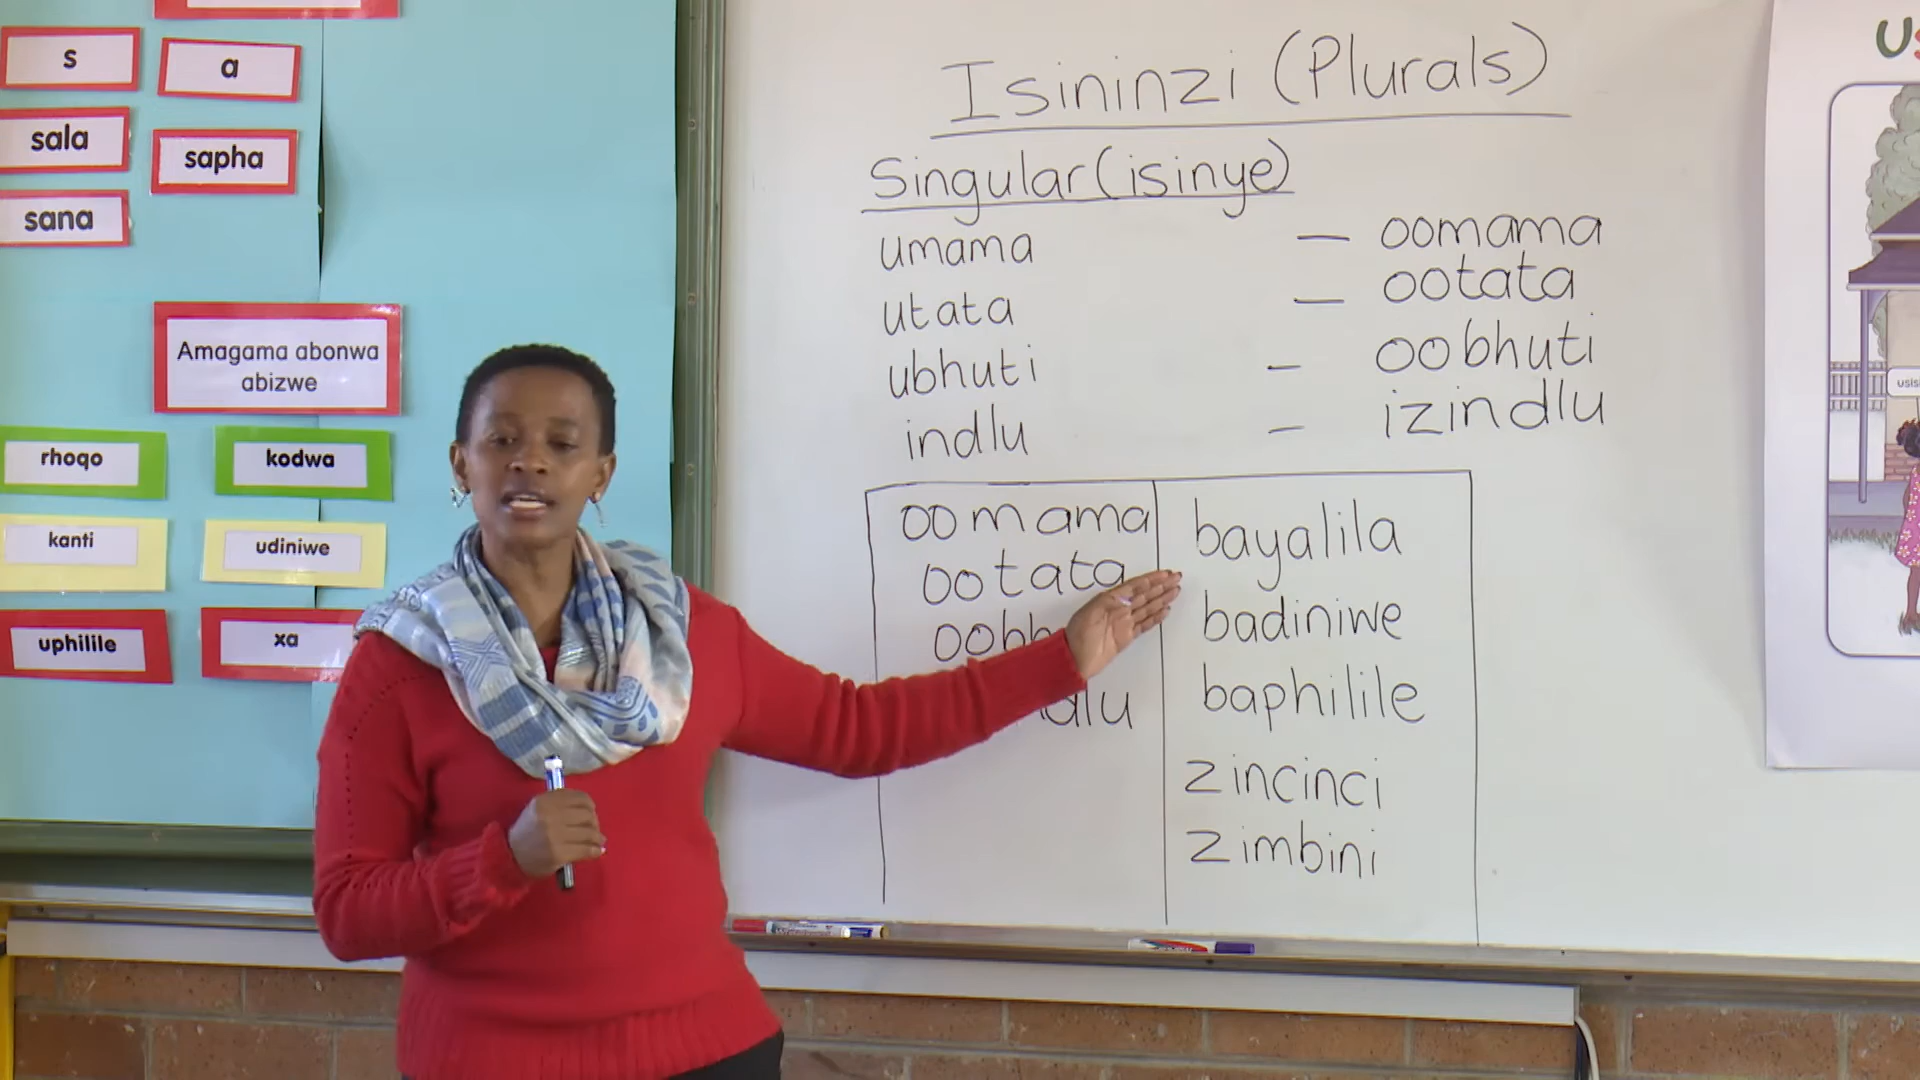 s
a
sala
sapha
sana
Amagama abonwa
abizwe
rhoqo
kodwa
kanti
udiniwe
uphilile
xa
Isininzi (Plurals)
Singular (isinye)
umama — oomama
utata — ootata
ubhuti – oobhuti
indlu – izindlu
oomama bayalila
ootata badiniwe
baphilile
zincinci
zimbini